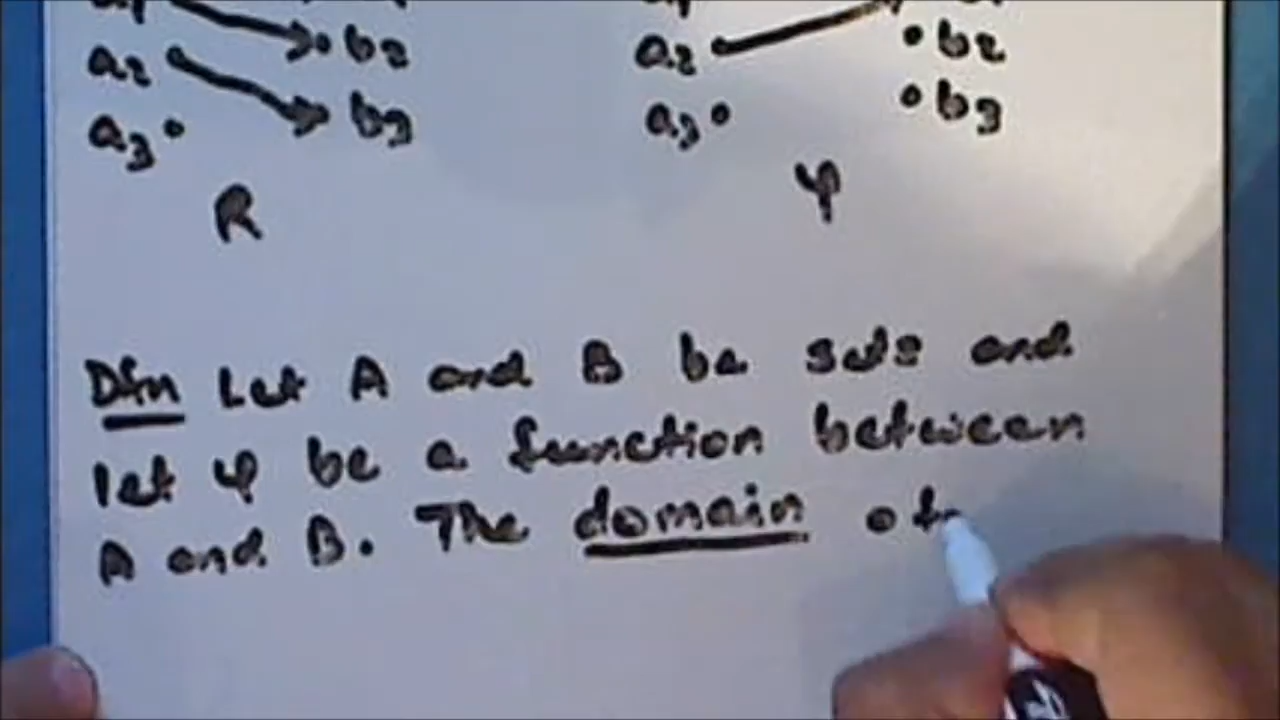 b2
a2
b3
a3
R
a2
b2
a3
b3
φ
Dfn Let A and B be sets and
let φ be a function between
A and B. The domain of